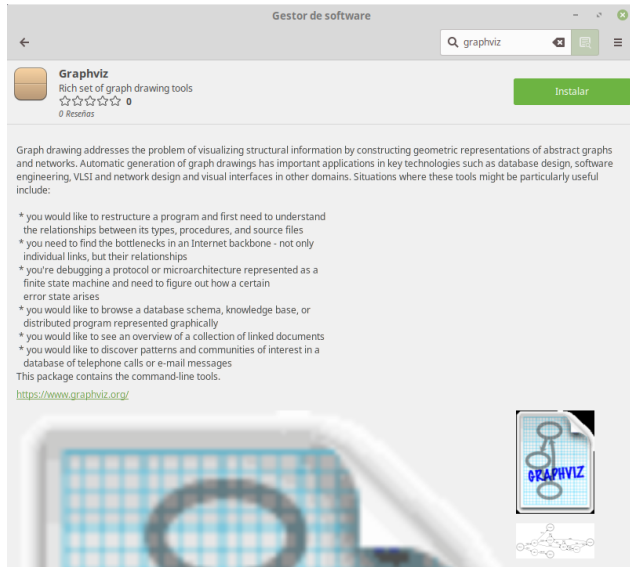 Gestor de software
graphviz
Graphviz
Rich set of graph drawing tools
0
0 Reseñas
Instalar
Graph drawing addresses the problem of visualizing structural information by constructing geometric representations of abstract graphs
and networks. Automatic generation of graph drawings has important applications in key technologies such as database design, software
engineering, VLSI and network design and visual interfaces in other domains. Situations where these tools might be particularly useful
include:
* you would like to restructure a program and first need to understand
the relationships between its types, procedures, and source files
* you need to find the bottlenecks in an Internet backbone - not only
individual links, but their relationships
* you're debugging a protocol or microarchitecture represented as a
finite state machine and need to figure out how a certain
error state arises
* you would like to browse a database schema, knowledge base, or
distributed program represented graphically
* you would like to see an overview of a collection of linked documents
* you would like to discover patterns and communities of interest in a
database of telephone calls or e-mail messages
This package contains the command-line tools.
https://www.graphviz.org/
GRAPHVIZ